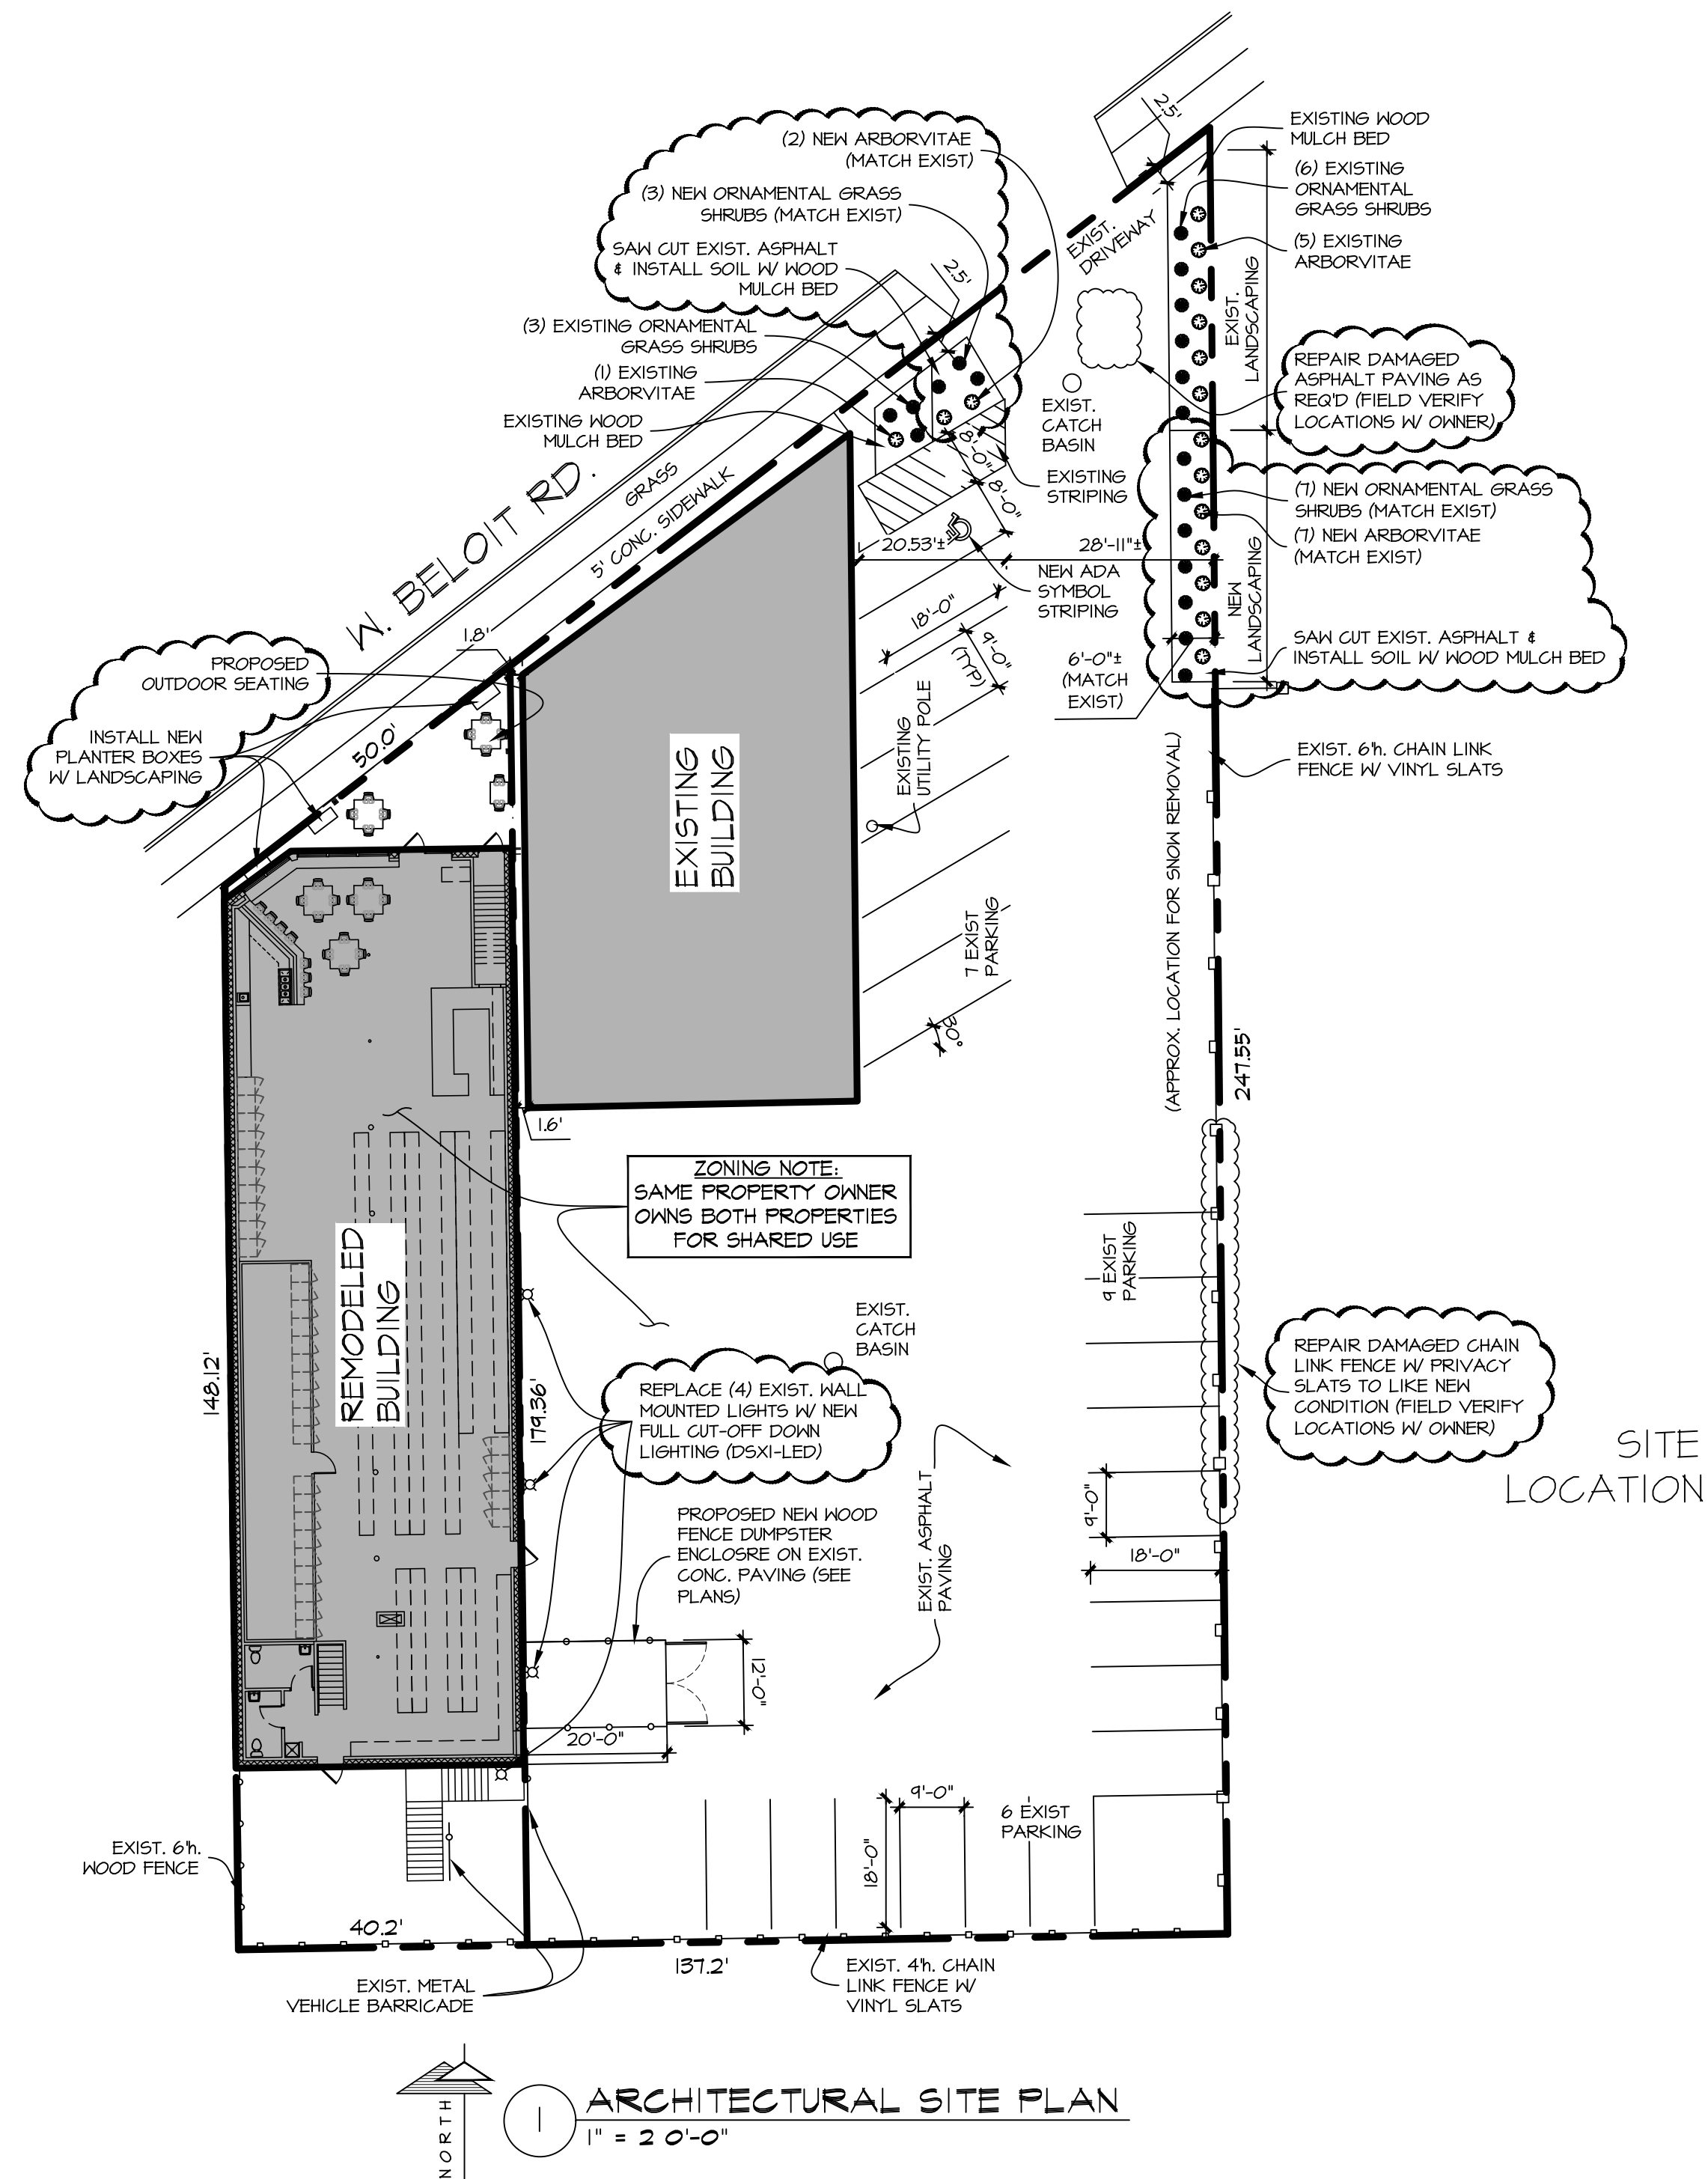 2.5'
EXISTING WOOD
MULCH BED
(6) EXISTING
ORNAMENTAL
GRASS SHRUBS
(5) EXISTING
ARBORVITAE
(2) NEW ARBORVITAE
(MATCH EXIST)
(3) NEW ORNAMENTAL GRASS
SHRUBS (MATCH EXIST)
SAW CUT EXIST. ASPHALT
& INSTALL SOIL W/ WOOD
MULCH BED
EXIST.
DRIVEWAY
2.5'
(3) EXISTING ORNAMENTAL
GRASS SHRUBS
(1) EXISTING
ARBORVITAE
EXISTING WOOD
MULCH BED
EXIST.
LANDSCAPING
REPAIR DAMAGED
ASPHALT PAVING AS
REQ'D (FIELD VERIFY
LOCATIONS W/ OWNER)
EXIST.
CATCH
BASIN
8'-0"
8'-0"
EXISTING
STRIPING
(7) NEW ORNAMENTAL GRASS
SHRUBS (MATCH EXIST)
(7) NEW ARBORVITAE
(MATCH EXIST)
W. BELOIT RD.
GRASS
5' CONC. SIDEWALK
20.53'±
28'-11"±
NEW ADA
SYMBOL
STRIPING
NEW
LANDSCAPING
18'-0"
9'-0"
(TYP)
SAW CUT EXIST. ASPHALT &
INSTALL SOIL W/ WOOD MULCH BED
6'-0"±
(MATCH
EXIST)
1.8'
PROPOSED
OUTDOOR SEATING
INSTALL NEW
PLANTER BOXES
W/ LANDSCAPING
50.0'
EXISTING
BUILDING
EXISTING
UTILITY POLE
(APPROX. LOCATION FOR SNOW REMOVAL)
EXIST. 6'h. CHAIN LINK
FENCE W/ VINYL SLATS
7 EXIST
PARKING
30°
247.55'
1.6'
ZONING NOTE:
SAME PROPERTY OWNER
OWNS BOTH PROPERTIES
FOR SHARED USE
REMODELED
BUILDING
148.12'
179.36'
9 EXIST
PARKING
EXIST.
CATCH
BASIN
REPLACE (4) EXIST. WALL
MOUNTED LIGHTS W/ NEW
FULL CUT-OFF DOWN
LIGHTING (DSX1-LED)
REPAIR DAMAGED CHAIN
LINK FENCE W/ PRIVACY
SLATS TO LIKE NEW
CONDITION (FIELD VERIFY
LOCATIONS W/ OWNER)
SITE
LOCATION
PROPOSED NEW WOOD
FENCE DUMPSTER
ENCLOSRE ON EXIST.
CONC. PAVING (SEE
PLANS)
EXIST. ASPHALT
PAVING
9'-0"
18'-0"
12'-0"
20'-0"
9'-0"
18'-0"
6 EXIST
PARKING
EXIST. 6'h.
WOOD FENCE
40.2'
137.2'
EXIST. METAL
VEHICLE BARRICADE
EXIST. 4'h. CHAIN
LINK FENCE W/
VINYL SLATS
NORTH
1
ARCHITECTURAL SITE PLAN
1" = 2 0'-0"